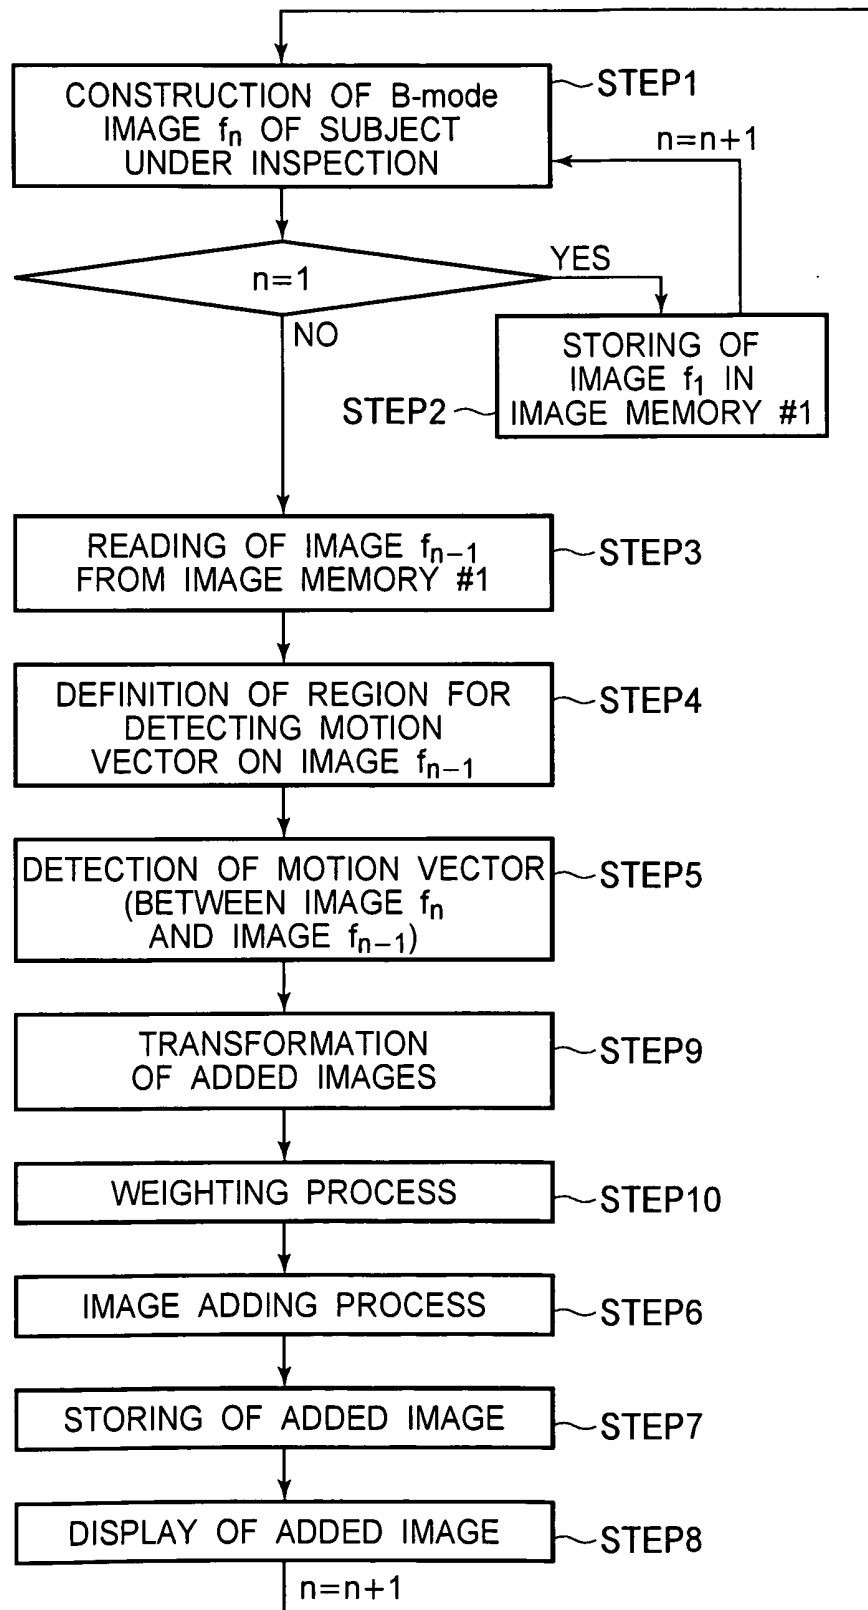 CONSTRUCTION OF B-mode
IMAGE fn OF SUBJECT
UNDER INSPECTION
STEP1
n=n+1
n=1
YES
NO
STORING OF
IMAGE f1 IN
IMAGE MEMORY #1
STEP2
READING OF IMAGE fn−1
FROM IMAGE MEMORY #1
STEP3
DEFINITION OF REGION FOR
DETECTING MOTION
VECTOR ON IMAGE fn−1
STEP4
DETECTION OF MOTION VECTOR
(BETWEEN IMAGE fn
AND IMAGE fn−1)
STEP5
TRANSFORMATION
OF ADDED IMAGES
STEP9
WEIGHTING PROCESS
STEP10
IMAGE ADDING PROCESS
STEP6
STORING OF ADDED IMAGE
STEP7
DISPLAY OF ADDED IMAGE
STEP8
n=n+1